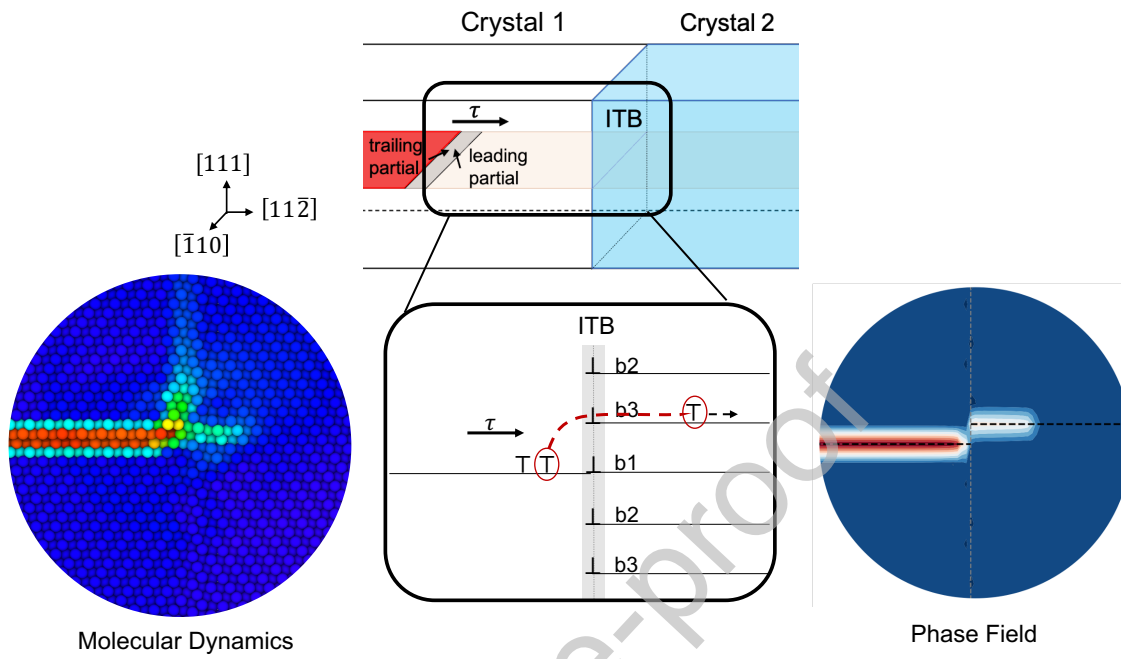 Crystal 1
Crystal 2
τ
ITB
trailing
partial
leading
partial
[111]
[112̅]
[1̅10]
ITB
⊥ b2
⊥ b3
T
τ
T T
⊥ b1
⊥ b2
⊥ b3
e-proof
Molecular Dynamics
Phase Field